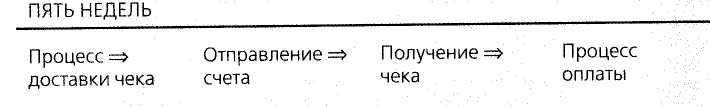 ПЯТЬ НЕДЕЛЬ
Процесс ⇒ Отправление ⇒ Получение ⇒ Процесс
доставки чека счета чека оплаты